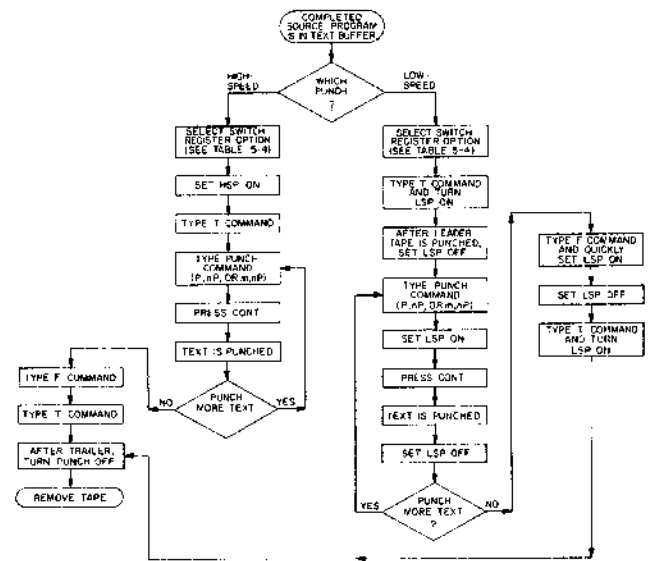 COMPLETED
SOURCE PROGRAM
IS IN TEXT BUFFER
WHICH
PUNCH
?
HIGH-
SPEED
LOW-
SPEED
SELECT SWITCH
REGISTER OPTION
(SEE TABLE 5-4)
SET HSP ON
TYPE T COMMAND
TYPE PUNCH
COMMAND
(P, nP, OR m,nP)
PRESS CONT
TEXT IS PUNCHED
PUNCH
MORE TEXT
NO
YES
TYPE F COMMAND
TYPE T COMMAND
AFTER TRAILER,
TURN PUNCH OFF
REMOVE TAPE
SELECT SWITCH
REGISTER OPTION
(SEE TABLE 5-4)
TYPE T COMMAND
AND TURN
LSP ON
AFTER LEADER
TAPE IS PUNCHED,
SET LSP OFF
TYPE PUNCH
COMMAND
(P, nP, OR m,nP)
SET LSP ON
PRESS CONT
TEXT IS PUNCHED
SET LSP OFF
PUNCH
MORE TEXT
?
YES
NO
TYPE F COMMAND
AND QUICKLY
SET LSP ON
SET LSP OFF
TYPE T COMMAND
AND TURN
LSP ON